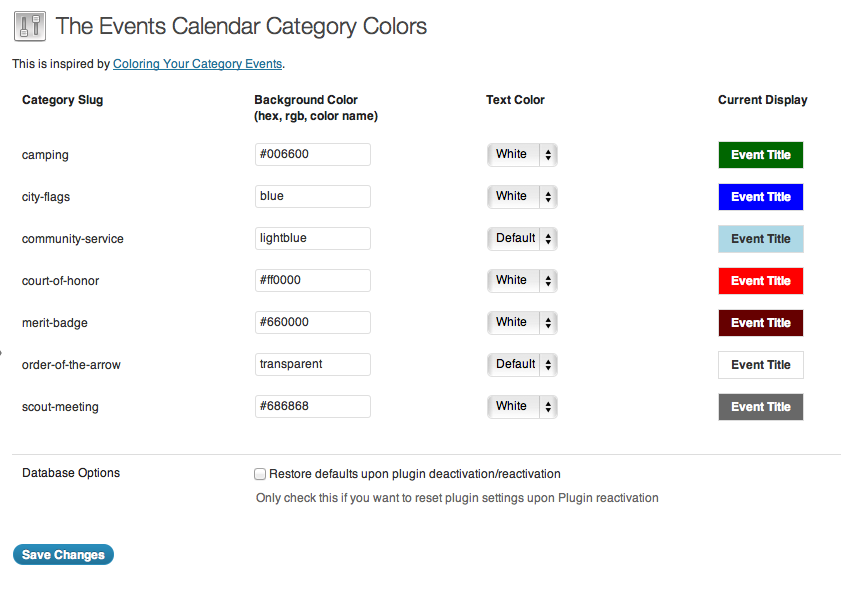 The Events Calendar Category Colors
This is inspired by Coloring Your Category Events.
Category Slug Background Color Text Color Current Display
(hex, rgb, color name)
camping #006600 White Event Title
city-flags blue White Event Title
community-service lightblue Default Event Title
court-of-honor #ff0000 White Event Title
merit-badge #660000 White Event Title
order-of-the-arrow transparent Default Event Title
scout-meeting #686868 White Event Title
Database Options Restore defaults upon plugin deactivation/reactivation
Only check this if you want to reset plugin settings upon Plugin reactivation
Save Changes